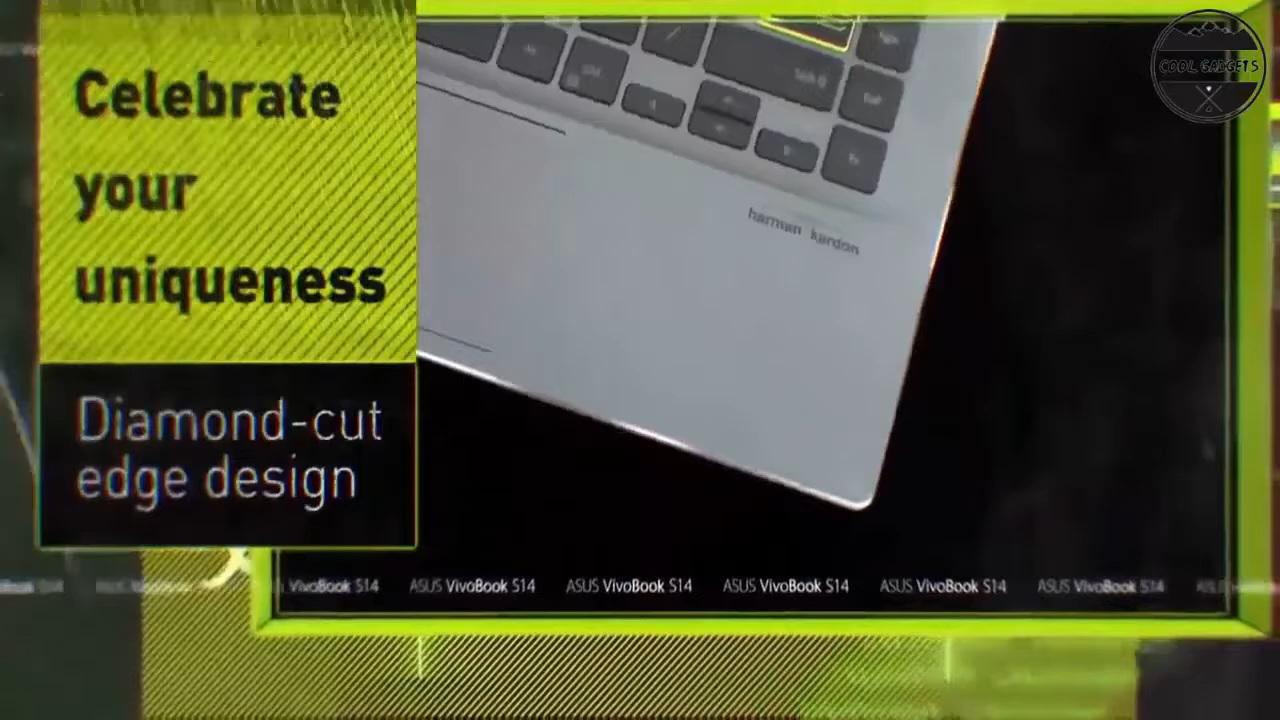 Celebrate
your
uniqueness
Diamond-cut
edge design
COOL GADGETS
harman kardon
VivoBook S14
ASUS VivoBook S14
ASUS VivoBook S14
ASUS VivoBook S14
ASUS VivoBook S14
ASUS VivoBook S14